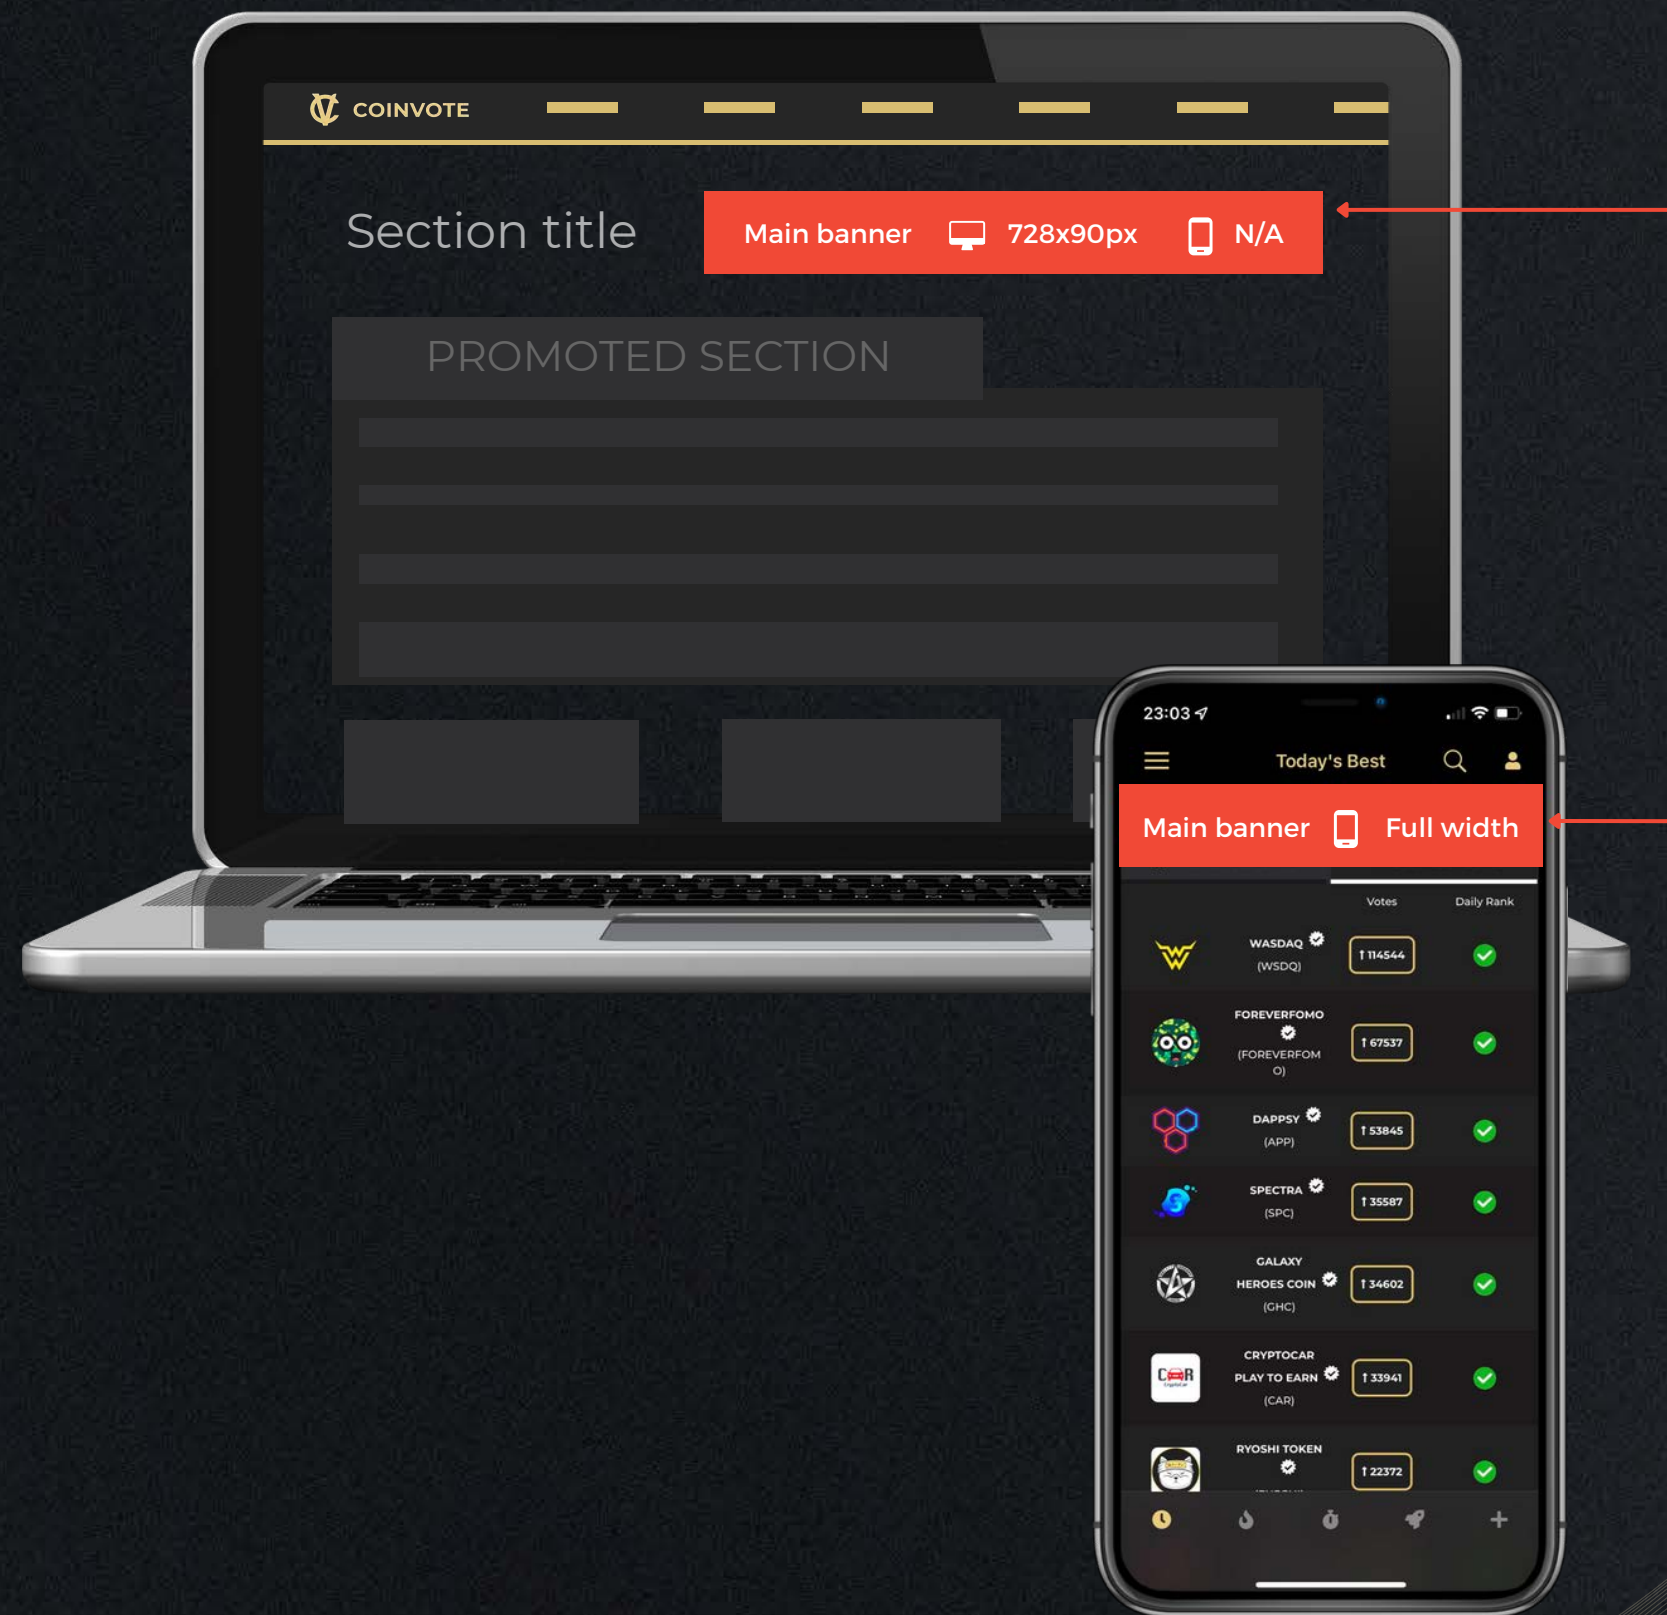 COINVOTE
Section title
Main banner 728x90px N/A
PROMOTED SECTION
23:03
Today's Best
Main banner Full width
Votes Daily Rank
WASDAQ
(WSDQ)
114544
FOREVERFOMO
(FOREVERFOM
O)
67537
DAPPSY
(APP)
53845
SPECTRA
(SPC)
35587
GALAXY
HEROES COIN
(GHC)
34602
CAR
CryptoCar
CRYPTOCAR
PLAY TO EARN
(CAR)
33941
RYOSHI TOKEN
22372